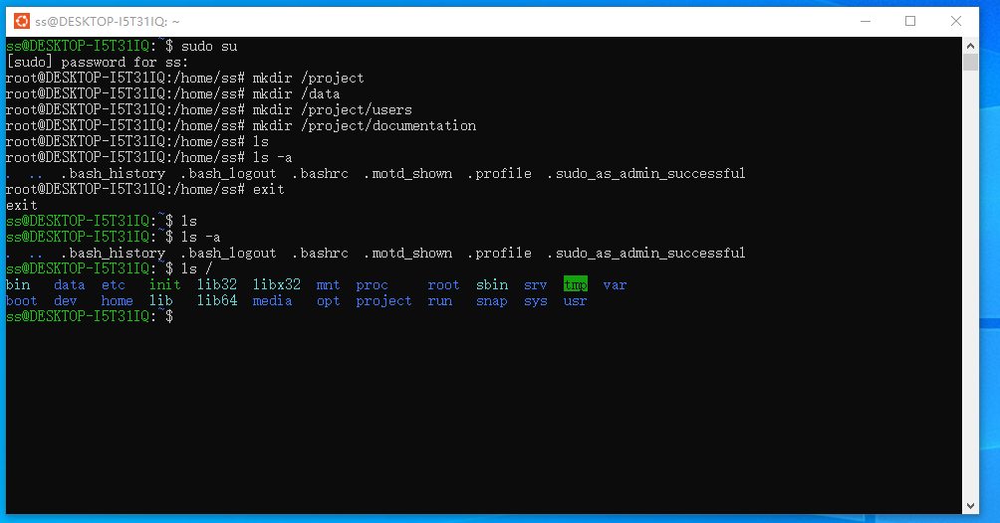 ss@DESKTOP-I5T31IQ: ~
ss@DESKTOP-I5T31IQ:~$ sudo su
[sudo] password for ss:
root@DESKTOP-I5T31IQ:/home/ss# mkdir /project
root@DESKTOP-I5T31IQ:/home/ss# mkdir /data
root@DESKTOP-I5T31IQ:/home/ss# mkdir /project/users
root@DESKTOP-I5T31IQ:/home/ss# mkdir /project/documentation
root@DESKTOP-I5T31IQ:/home/ss# ls
root@DESKTOP-I5T31IQ:/home/ss# ls -a
.  ..  .bash_history  .bash_logout  .bashrc  .motd_shown  .profile  .sudo_as_admin_successful
root@DESKTOP-I5T31IQ:/home/ss# exit
exit
ss@DESKTOP-I5T31IQ:~$ ls
ss@DESKTOP-I5T31IQ:~$ ls -a
.  ..  .bash_history  .bash_logout  .bashrc  .motd_shown  .profile  .sudo_as_admin_successful
ss@DESKTOP-I5T31IQ:~$ ls /
bin   data  etc   init  lib32  libx32  mnt  proc     root  sbin  srv  tmp  var
boot  dev   home  lib   lib64  media   opt  project  run   snap  sys  usr
ss@DESKTOP-I5T31IQ:~$